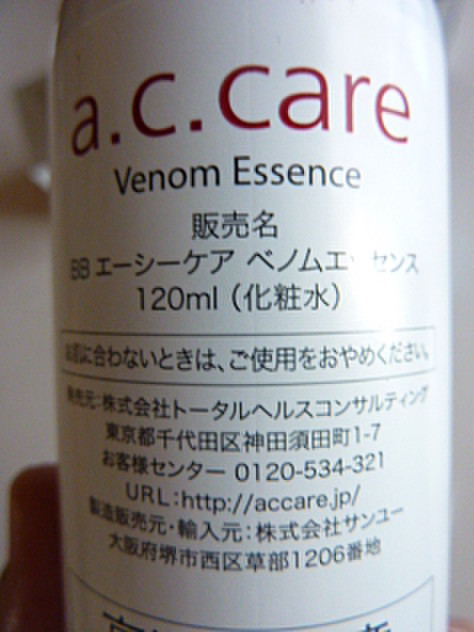 a.c.care
Venom Essence
販売名
BB エーシーケア ベノムエッセンス
120ml（化粧水）
お肌に合わないときは、ご使用をおやめください。
発売元：株式会社トータルヘルスコンサルティング
東京都千代田区神田須田町1-7
お客様センター 0120-534-321
URL：http://accare.jp/
製造販売元・輸入元：株式会社サンユー
大阪府堺市西区草部1206番地